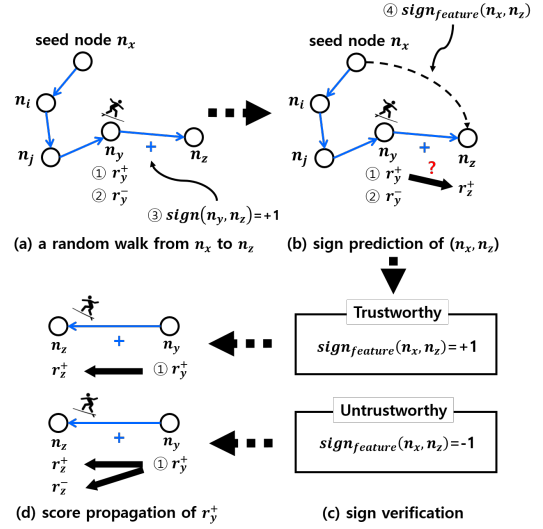 ④ sign_feature(n_x, n_z)
seed node n_x
n_i
n_j
n_y
+
n_z
① r_y^+
② r_y^-
③ sign(n_y, n_z)=+1
(a) a random walk from n_x to n_z
seed node n_x
n_i
n_j
n_y
+
n_z
① r_y^+
?
r_z^+
② r_y^-
(b) sign prediction of (n_x, n_z)
Trustworthy
sign_feature(n_x, n_z)=+1
Untrustworthy
sign_feature(n_x, n_z)=-1
(c) sign verification
n_z
+
n_y
r_z^+
① r_y^+
n_z
+
n_y
r_z^+
① r_y^+
r_z^-
(d) score propagation of r_y^+